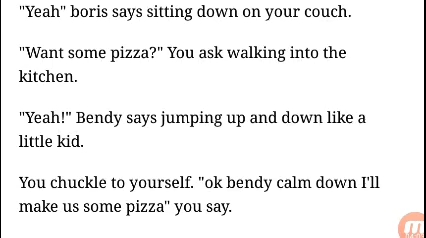 "Yeah" boris says sitting down on your couch.
"Want some pizza?" You ask walking into the
kitchen.
"Yeah!" Bendy says jumping up and down like a
little kid.
You chuckle to yourself. "ok bendy calm down I'll
make us some pizza" you say.